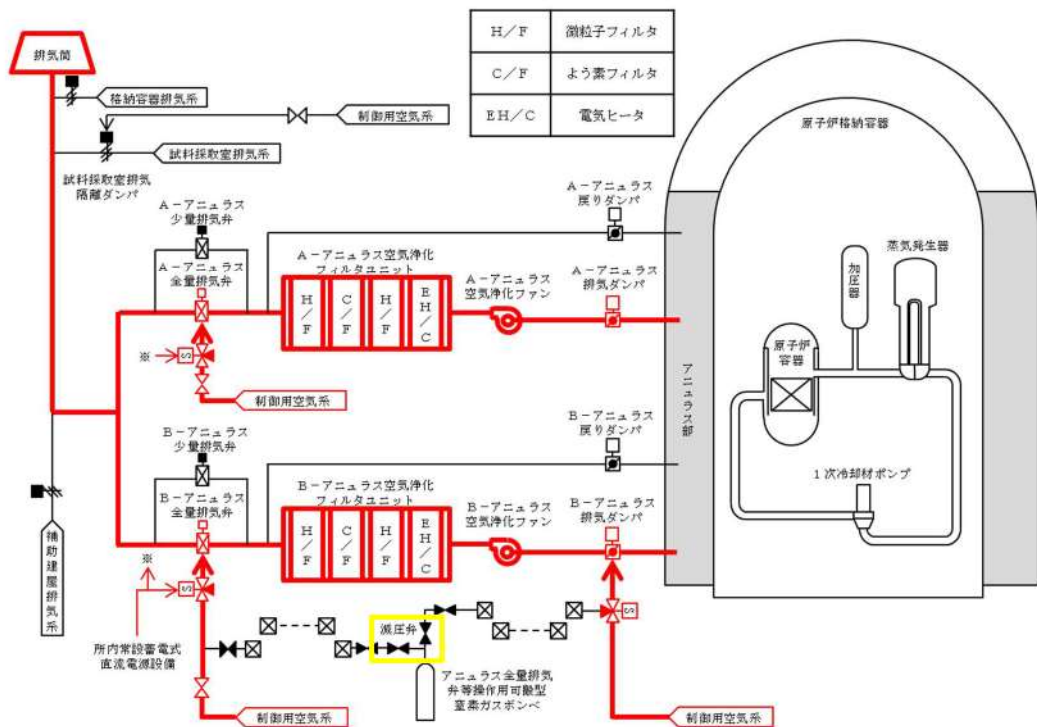 排気筒
格納容器排気系
制御用空気系
試料採取室排気系
試料採取室排気
隔離ダンパ
H/F 微粒子フィルタ
C/F よう素フィルタ
EH/C 電気ヒータ
原子炉格納容器
A-アニュラス
少量排気弁
A-アニュラス
全量排気弁
A-アニュラス空気浄化
フィルタユニット
H/F
C/F
H/F
EH/C
A-アニュラス
空気浄化ファン
A-アニュラス
戻りダンパ
A-アニュラス
排気ダンパ
※
S
制御用空気系
蒸気発生器
加圧器
原子炉
容器
アニュラス部
1次冷却材ポンプ
B-アニュラス
少量排気弁
B-アニュラス
全量排気弁
B-アニュラス空気浄化
フィルタユニット
H/F
C/F
H/F
EH/C
B-アニュラス
空気浄化ファン
B-アニュラス
戻りダンパ
B-アニュラス
排気ダンパ
※
S
S
補助建屋排気系
所内常設蓄電式
直流電源設備
減圧弁
アニュラス全量排気
弁等操作用可搬型
窒素ガスボンベ
制御用空気系
制御用空気系